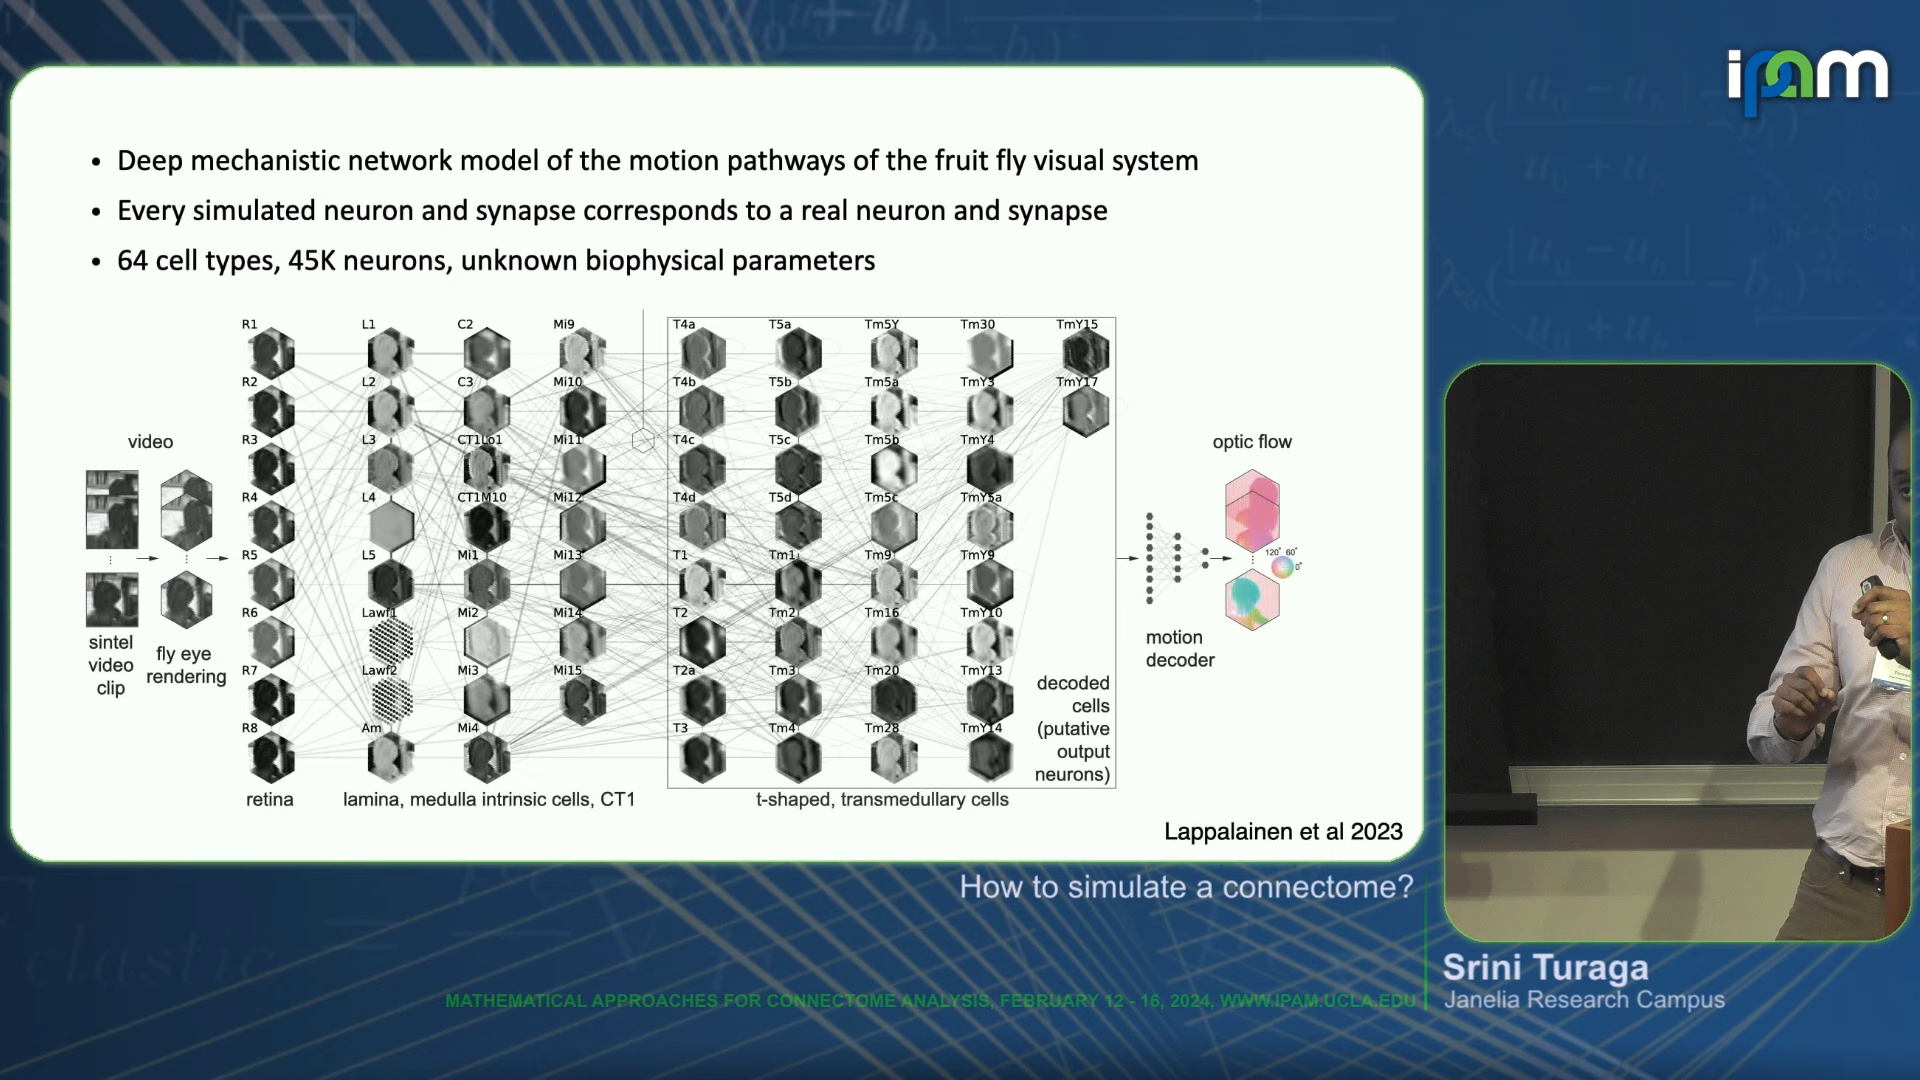 ipam
• Deep mechanistic network model of the motion pathways of the fruit fly visual system
• Every simulated neuron and synapse corresponds to a real neuron and synapse
• 64 cell types, 45K neurons, unknown biophysical parameters
R1 L1 C2 Mi9 T4a T5a Tm5Y Tm30 TmY15
R2 L2 C3 Mi10 T4b T5b Tm5a TmY3 TmY17
R3 L3 CT1Lo1 Mi11 T4c T5c Tm5b TmY4
R4 L4 CT1M10 Mi12 T4d T5d Tm5c TmY5a
R5 L5 Mi1 Mi13 T1 Tm1 Tm9 TmY9
R6 Lawf1 Mi2 Mi14 T2 Tm2 Tm16 TmY10
R7 Lawf2 Mi3 Mi15 T2a Tm3 Tm20 TmY13
R8 Am Mi4 T3 Tm4 Tm28 TmY14
video
sintel
video
clip
fly eye
rendering
retina
lamina, medulla intrinsic cells, CT1
t-shaped, transmedullary cells
decoded
cells
(putative
output
neurons)
motion
decoder
optic flow
120° 60°
0°
Lappalainen et al 2023
How to simulate a connectome?
Srini Turaga
Janelia Research Campus
MATHEMATICAL APPROACHES FOR CONNECTOME ANALYSIS, FEBRUARY 12 - 16, 2024, WWW.IPAM.UCLA.EDU